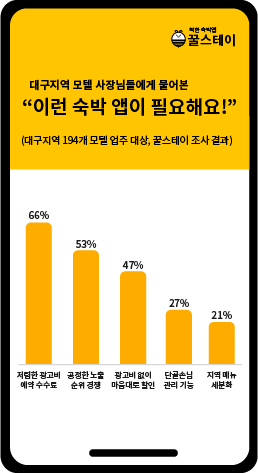 착한 숙박앱
꿀스테이
대구지역 모텔 사장님들에게 물어본
“이런 숙박 앱이 필요해요!”
(대구지역 194개 모텔 업주 대상, 꿀스테이 조사 결과)
66%
53%
47%
27%
21%
저렴한 광고비
예약 수수료
공정한 노출
순위 경쟁
광고비 없이
마음대로 할인
단골손님
관리 기능
지역 메뉴
세분화